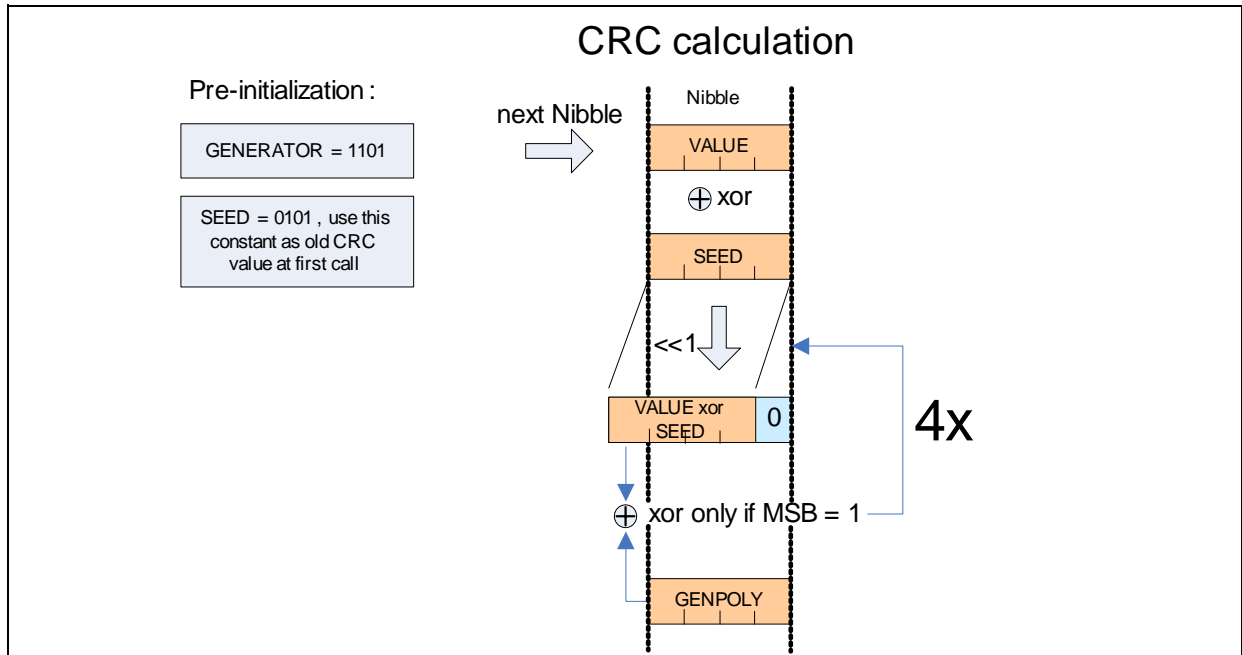 CRC calculation
Pre-initialization :
GENERATOR = 1101
SEED = 0101 , use this
constant as old CRC
value at first call
next Nibble
Nibble
VALUE
xor
SEED
<<1
VALUE xor
SEED
0
4x
xor only if MSB = 1
GENPOLY